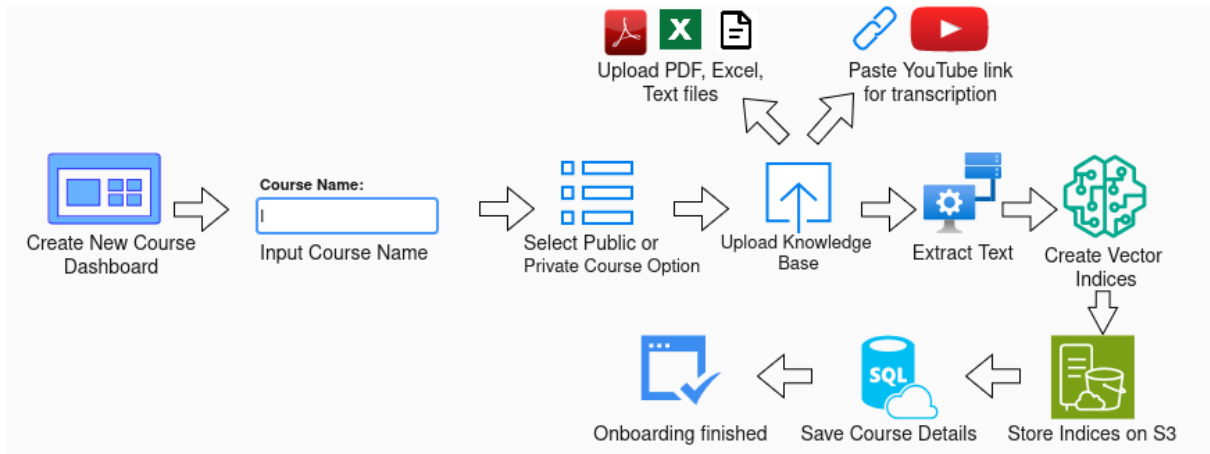 Upload PDF, Excel,
Text files
Paste YouTube link
for transcription
Create New Course
Dashboard
Course Name:
Input Course Name
Select Public or
Private Course Option
Upload Knowledge
Base
Extract Text
Create Vector
Indices
Store Indices on S3
SQL
Save Course Details
Onboarding finished